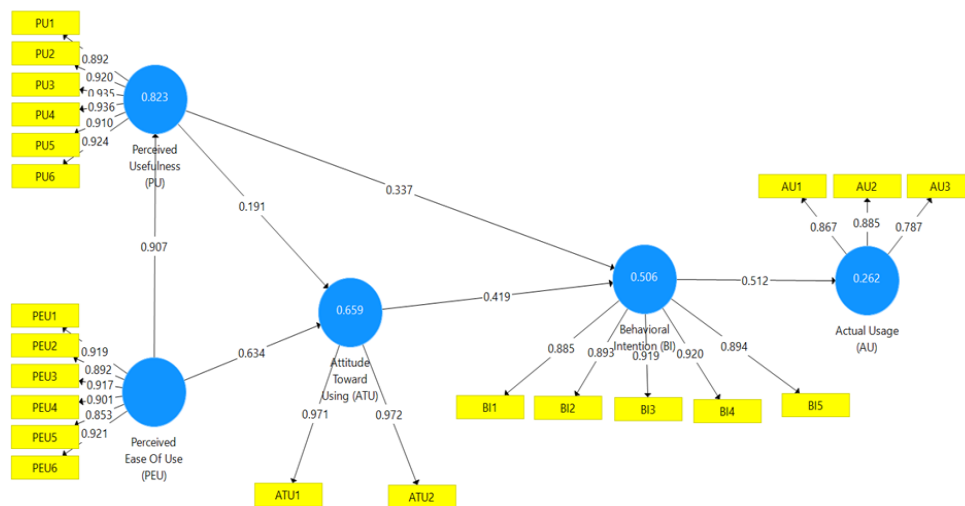 PU1
PU2
PU3
PU4
PU5
PU6
0.892
0.920
0.935
0.936
0.910
0.924
0.823
Perceived
Usefulness
(PU)
0.907
0.191
0.337
PEU1
PEU2
PEU3
PEU4
PEU5
PEU6
0.919
0.892
0.917
0.901
0.853
0.921
Perceived
Ease Of Use
(PEU)
0.634
0.659
Attitude
Toward
Using (ATU)
0.971
0.972
ATU1
ATU2
0.419
0.506
Behavioral
Intention (BI)
0.885
0.893
0.919
0.920
0.894
BI1
BI2
BI3
BI4
BI5
0.512
AU1
AU2
AU3
0.867
0.885
0.787
0.262
Actual Usage
(AU)